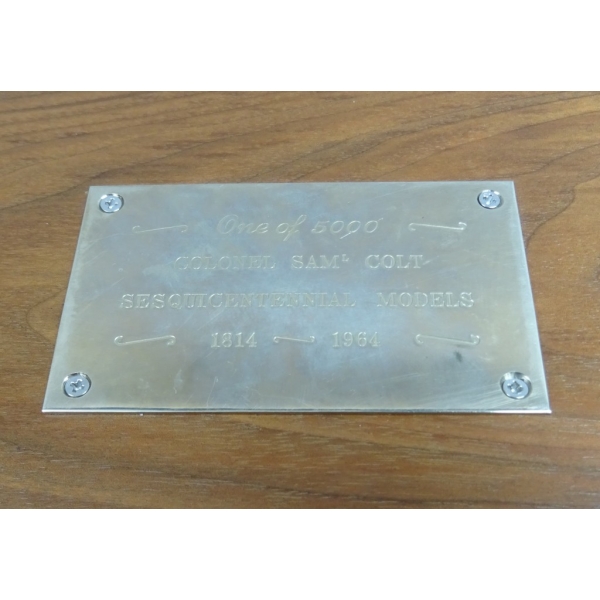 One of 5000
COLONEL SAMᴸ COLT
SESQUICENTENNIAL MODELS
1814 1964